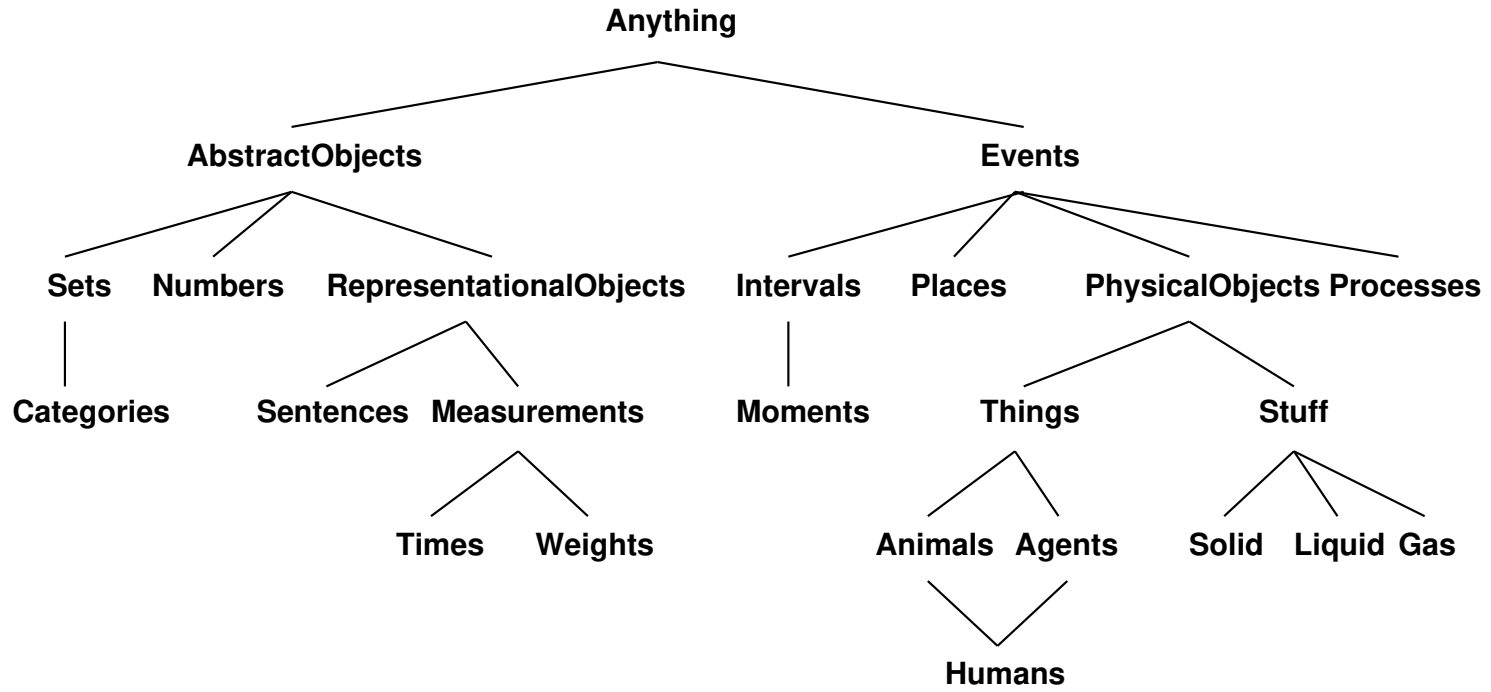 Anything
AbstractObjects Events
Sets Numbers RepresentationalObjects Intervals Places PhysicalObjects Processes
Categories Sentences Measurements Moments Things Stuff
Times Weights Animals Agents Solid Liquid Gas
Humans